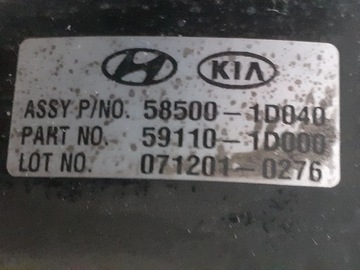 KIA
ASSY P/NO. 58500-1D040
PART NO. 59110-1D000
LOT NO. 071201-0276